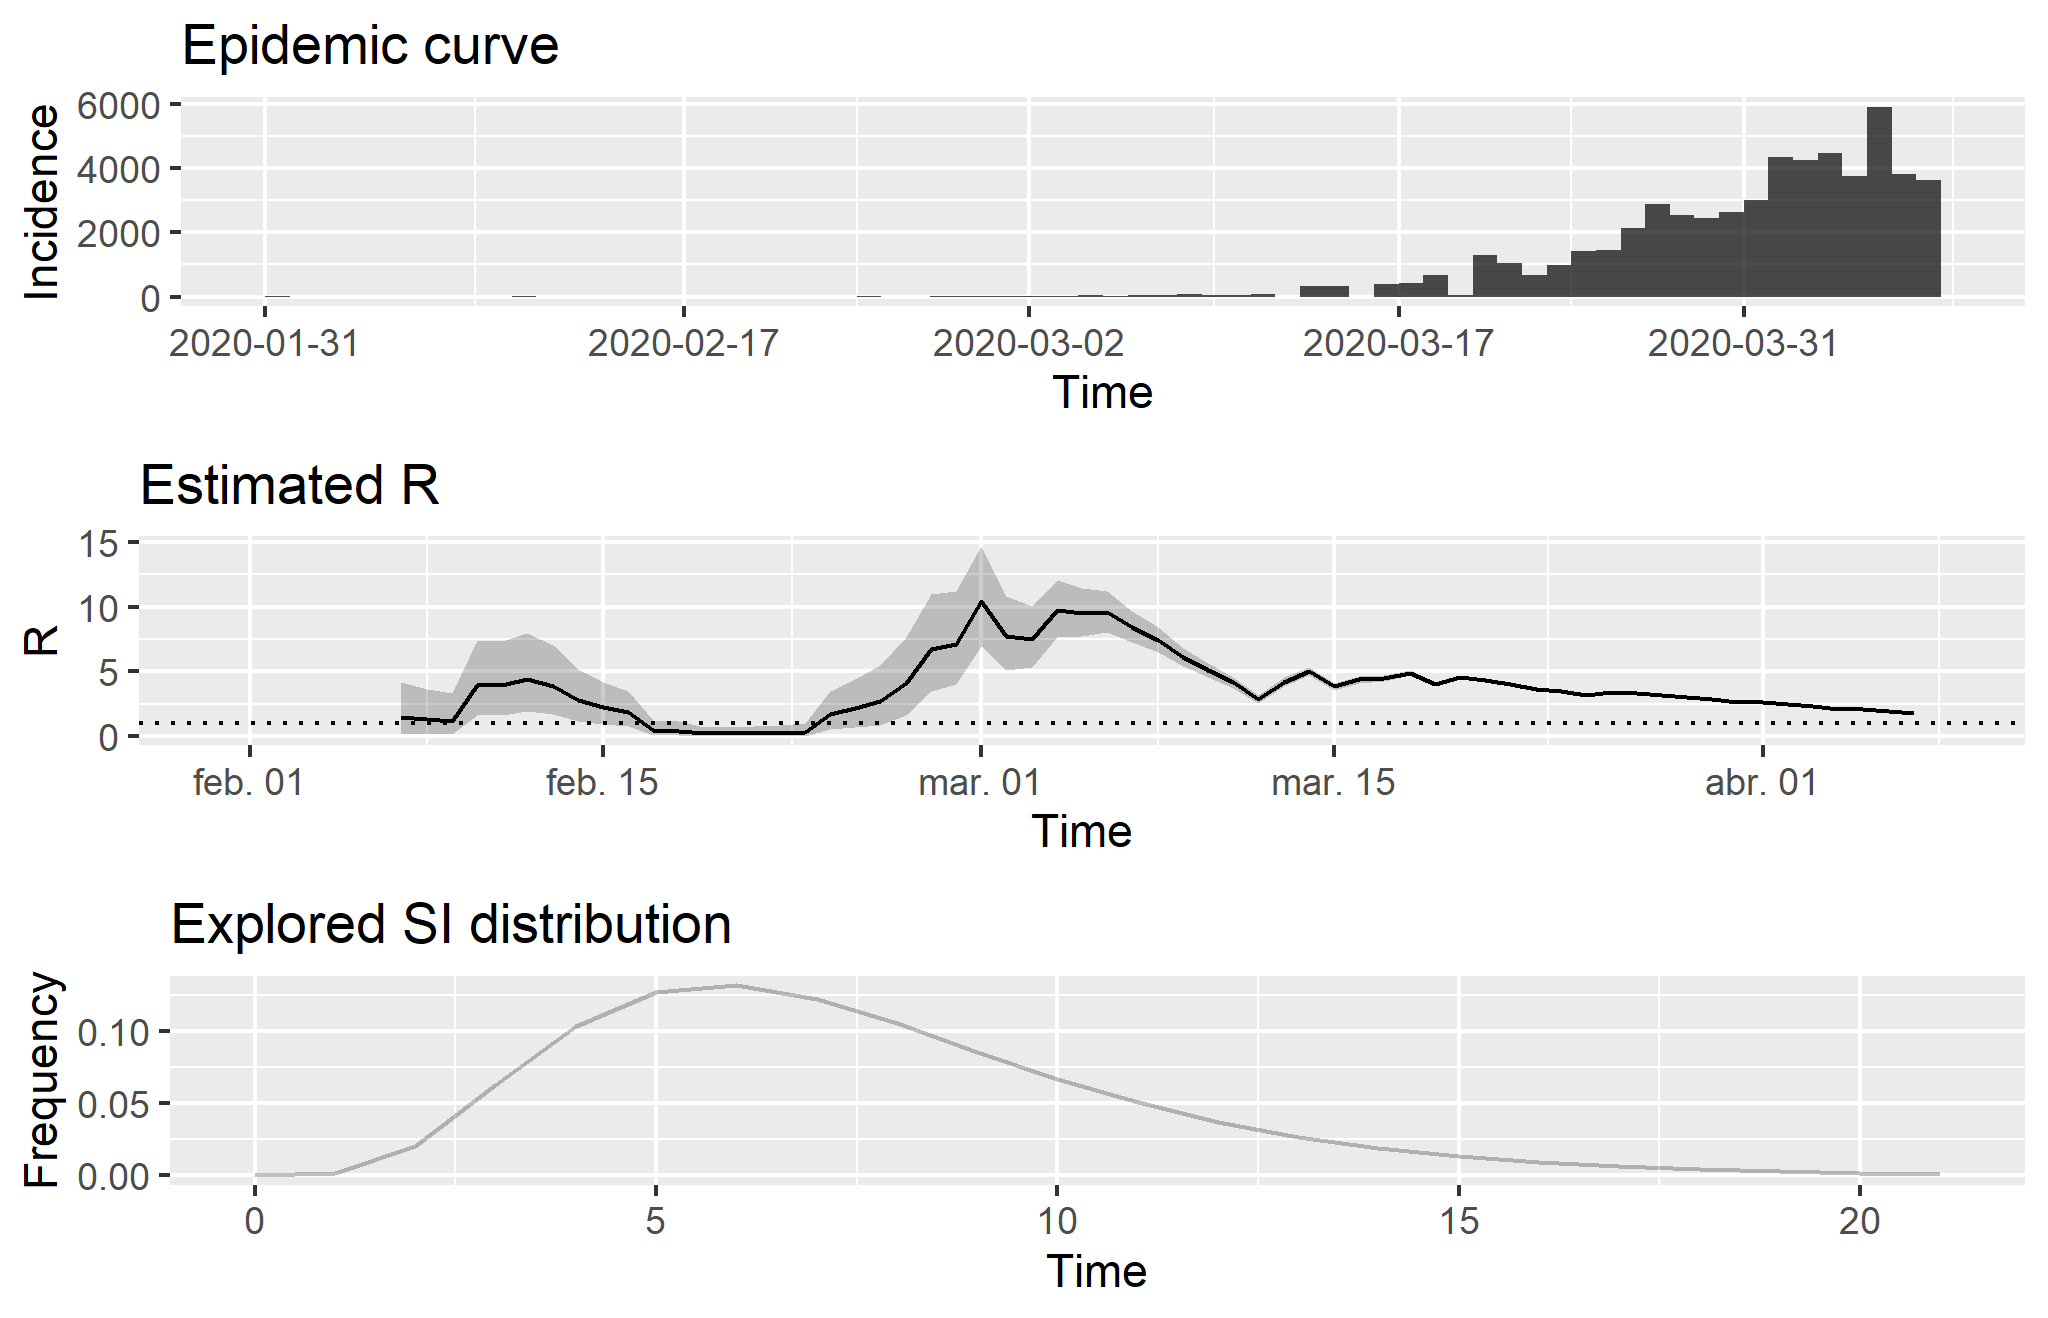 Epidemic curve
6000
4000
2000
0
Incidence
2020-01-31 2020-02-17 2020-03-02 2020-03-17 2020-03-31
Time
Estimated R
15
10
5
0
R
feb. 01 feb. 15 mar. 01 mar. 15 abr. 01
Time
Explored SI distribution
0.10
0.05
0.00
Frequency
0 5 10 15 20
Time